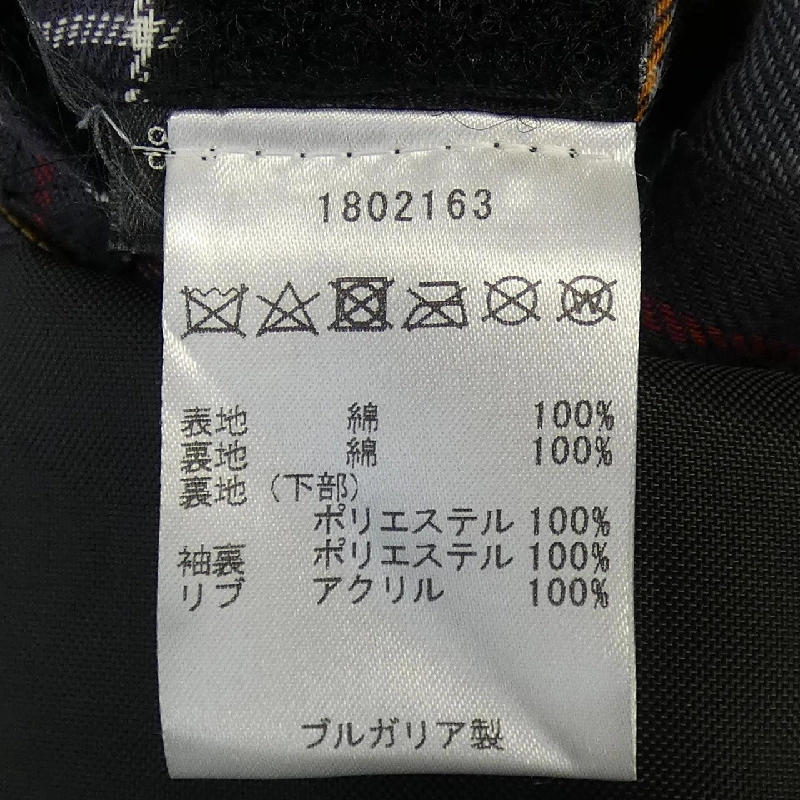 1802163
表地 綿 100%
裏地 綿 100%
裏地（下部）
ポリエステル 100%
袖裏 ポリエステル 100%
リブ アクリル 100%
ブルガリア製